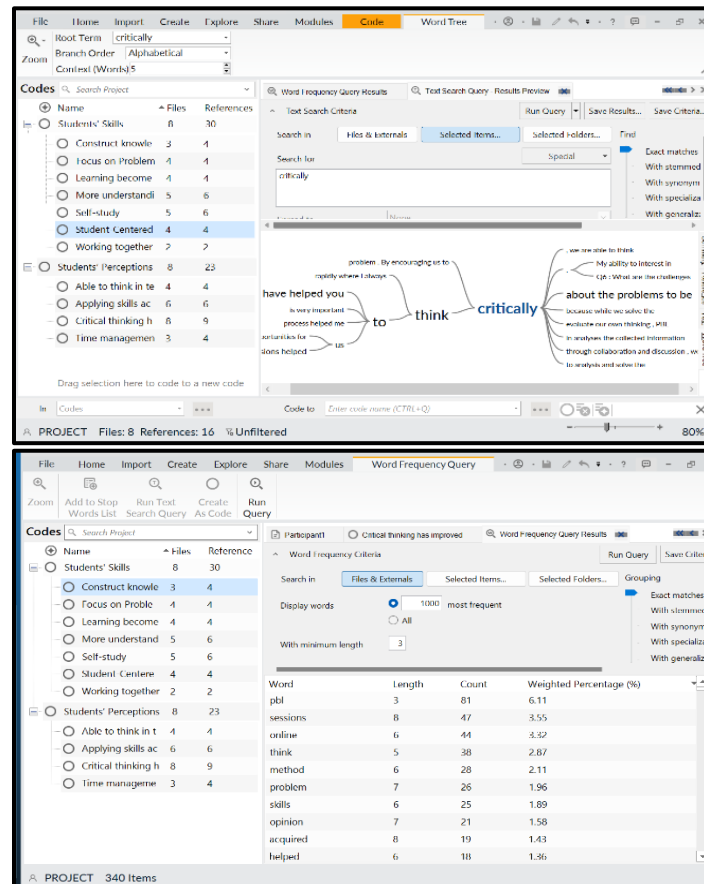 File Home Import Create Explore Share Modules Code Word Tree
Root Term critically
Branch Order Alphabetical
Zoom Context (Words) 5
Codes Search Project
Word Frequency Query Results Text Search Query - Results Preview
Name Files References
Text Search Criteria Run Query Save Results... Save Criteria...
Students' Skills 8 30
Search in Files & Externals Selected Items... Selected Folders... Find
Construct knowle 3 4
Focus on Problem 4 4
Search for Special Exact matches
Learning become 4 4
critically With stemmed
More understandi 5 6
With synonym
Self-study 5 6
With specializa
Student Centered 4 4
With generaliz
Working together 2 2
Students' Perceptions 8 23
Able to think in te 4 4
Applying skills ac 6 6
Critical thinking h 8 9
Time managemen 3 4
problem . By encouraging us to
rapidly where I always
have helped you
is very important
process helped me
ortunities for
sions helped
us
to
think
critically
, we are able to think
My ability to interest in
Q6 : What are the challenges
about the problems to be
because while we solve the
evaluate our own thinking , PBl
in analyses the collected information
through collaboration and discussion , we
to analysis and solve the
Drag selection here to code to a new code
In Codes Code to Enter code name (CTRL+Q)
PROJECT Files: 8 References: 16 Unfiltered 80%
File Home Import Create Explore Share Modules Word Frequency Query
Zoom Add to Stop Words List Run Text Search Query Create As Code Run Query
Codes Search Project
Participant1 Critical thinking has improved Word Frequency Query Results
Name Files Reference
Word Frequency Criteria Run Query Save Criter
Students' Skills 8 30
Search in Files & Externals Selected Items... Selected Folders... Grouping
Construct knowle 3 4
Focus on Proble 4 4
Display words 1000 most frequent Exact matches
Learning become 4 4
All With stemmed
More understand 5 6
With synonym
Self-study 5 6
With minimum length 3 With specializa
Student Centere 4 4
With generaliz
Working together 2 2
Students' Perceptions 8 23
Able to think in t 4 4
Applying skills ac 6 6
Critical thinking h 8 9
Time manageme 3 4
Word Length Count Weighted Percentage (%)
pbl 3 81 6.11
sessions 8 47 3.55
online 6 44 3.32
think 5 38 2.87
method 6 28 2.11
problem 7 26 1.96
skills 6 25 1.89
opinion 7 21 1.58
acquired 8 19 1.43
helped 6 18 1.36
PROJECT 340 Items